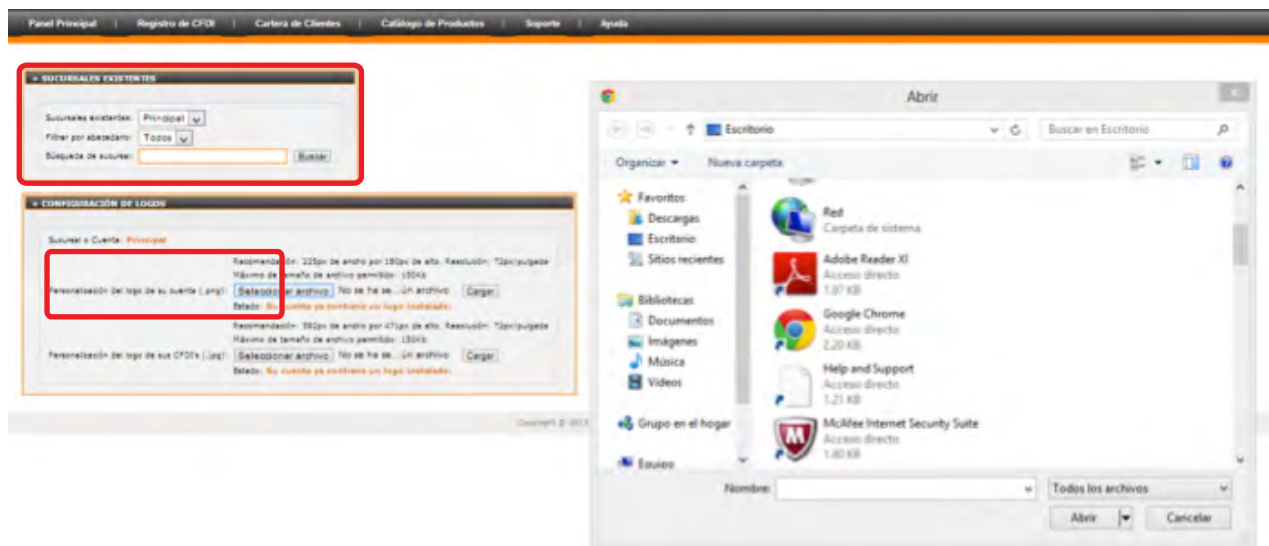 Panel Principal | Registro de CFDI | Cartera de Clientes | Catálogo de Productos | Soporte | Ayuda
» SUCURSALES EXISTENTES
Sucursales existentes: Principal
Filtrar por abecedario: Todos
Búsqueda de sucursal: Buscar
» CONFIGURACIÓN DE LOGOS
Sucursal o Cuenta: Principal
Recomendación: 225px de ancho por 180px de alto. Resolución: 72px/pulgada
Máximo de tamaño de archivo permitido: 150Kb
Personalización del logo de su cuenta (.png): Seleccionar archivo No se ha se...ún archivo Cargar
Estado: Su cuenta ya contiene un logo instalado.
Recomendación: 592px de ancho por 471px de alto. Resolución: 72px/pulgada
Máximo de tamaño de archivo permitido: 150Kb
Personalización del logo de sus CFDI's (.jpg): Seleccionar archivo No se ha se...ún archivo Cargar
Estado: Su cuenta ya contiene un logo instalado.
Copyright © 2013
Abrir
Escritorio
Buscar en Escritorio
Organizar
Nueva carpeta
Favoritos
Descargas
Escritorio
Sitios recientes
Bibliotecas
Documentos
Imágenes
Música
Vídeos
Grupo en el hogar
Equipo
Red
Carpeta de sistema
Adobe Reader XI
Acceso directo
1.97 KB
Google Chrome
Acceso directo
2.20 KB
Help and Support
Acceso directo
1.21 KB
McAfee Internet Security Suite
Acceso directo
1.80 KB
Nombre:
Todos los archivos
Abrir
Cancelar